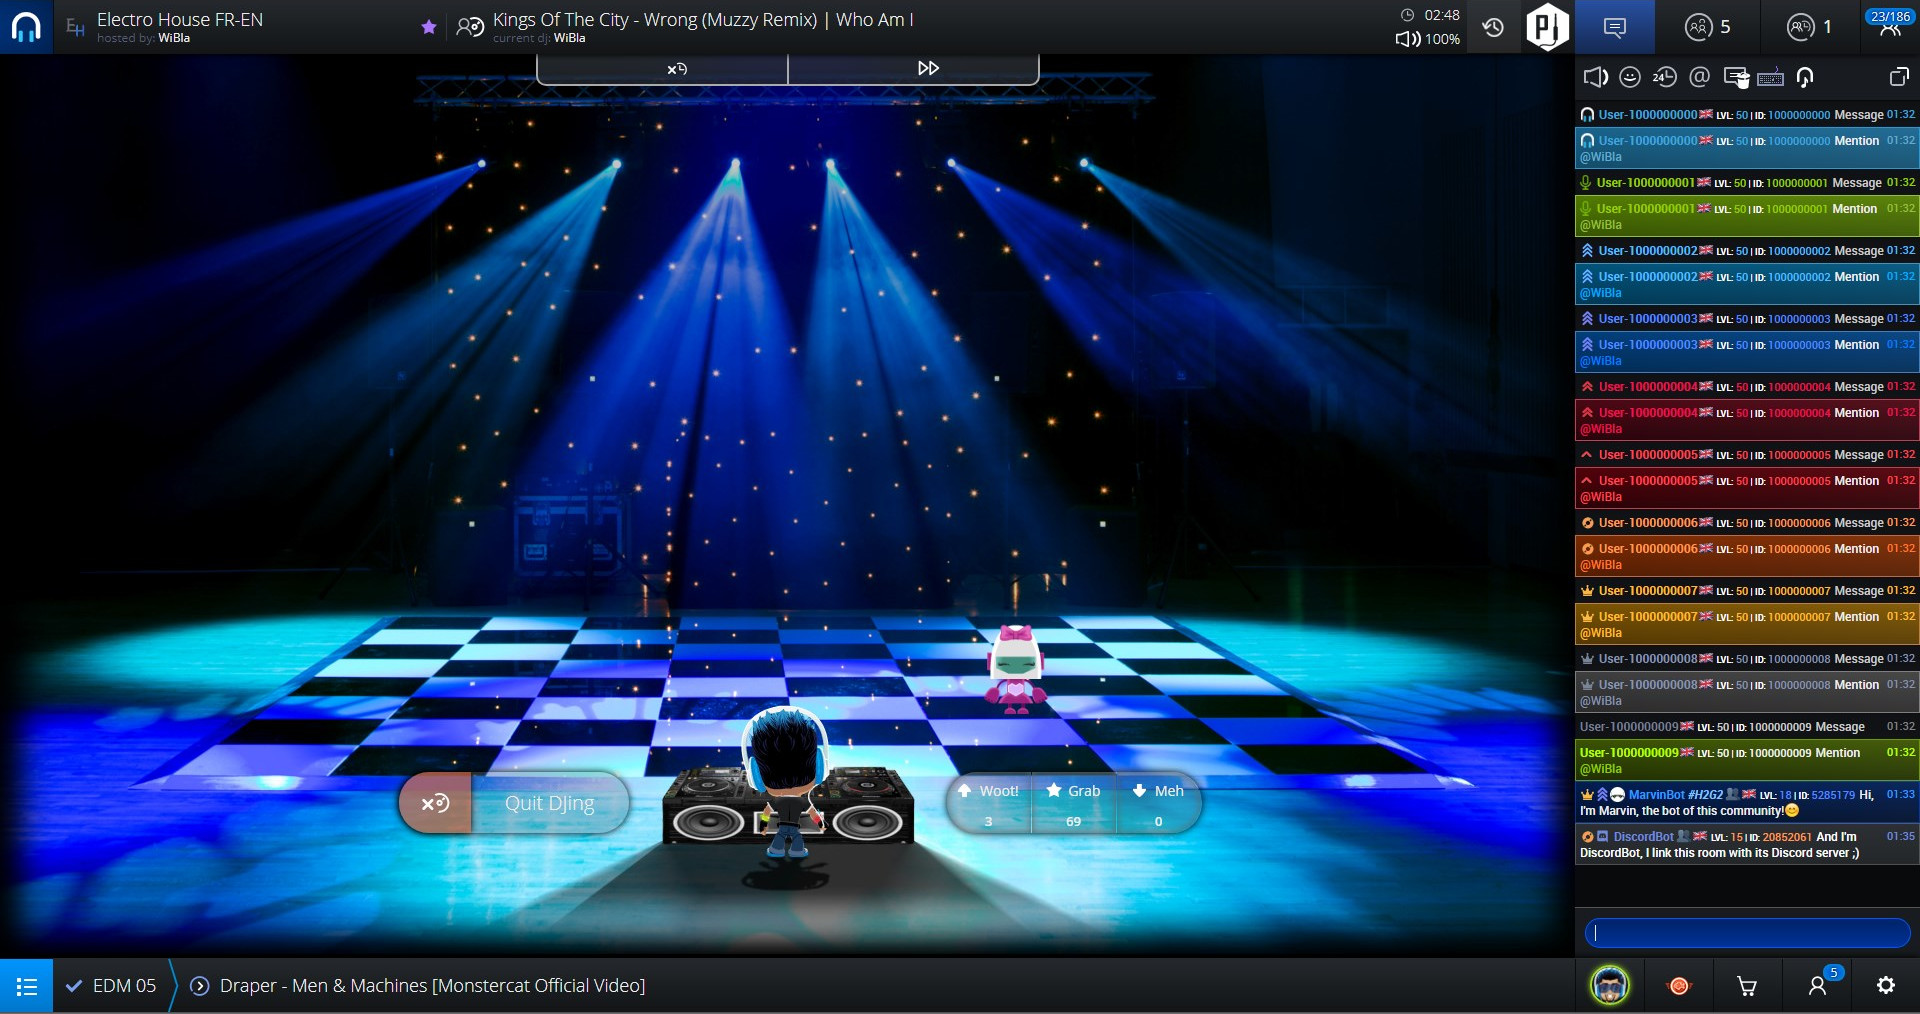 Electro House FR-EN
hosted by: WiBla
Kings Of The City - Wrong (Muzzy Remix) | Who Am I
current dj: WiBla
02:48
100%
5
1
23/186
24
@
User-1000000000 LVL: 50 | ID: 1000000000 Message 01:32
User-1000000000 LVL: 50 | ID: 1000000000 Mention 01:32
@WiBla
User-1000000001 LVL: 50 | ID: 1000000001 Message 01:32
User-1000000001 LVL: 50 | ID: 1000000001 Mention 01:32
@WiBla
User-1000000002 LVL: 50 | ID: 1000000002 Message 01:32
User-1000000002 LVL: 50 | ID: 1000000002 Mention 01:32
@WiBla
User-1000000003 LVL: 50 | ID: 1000000003 Message 01:32
User-1000000003 LVL: 50 | ID: 1000000003 Mention 01:32
@WiBla
User-1000000004 LVL: 50 | ID: 1000000004 Message 01:32
User-1000000004 LVL: 50 | ID: 1000000004 Mention 01:32
@WiBla
User-1000000005 LVL: 50 | ID: 1000000005 Message 01:32
User-1000000005 LVL: 50 | ID: 1000000005 Mention 01:32
@WiBla
User-1000000006 LVL: 50 | ID: 1000000006 Message 01:32
User-1000000006 LVL: 50 | ID: 1000000006 Mention 01:32
@WiBla
User-1000000007 LVL: 50 | ID: 1000000007 Message 01:32
User-1000000007 LVL: 50 | ID: 1000000007 Mention 01:32
@WiBla
User-1000000008 LVL: 50 | ID: 1000000008 Message 01:32
User-1000000008 LVL: 50 | ID: 1000000008 Mention 01:32
@WiBla
User-1000000009 LVL: 50 | ID: 1000000009 Message 01:32
User-1000000009 LVL: 50 | ID: 1000000009 Mention 01:32
@WiBla
MarvinBot #H2G2 LVL: 18 | ID: 5285179 Hi, 01:33
I'm Marvin, the bot of this community!😊
DiscordBot LVL: 15 | ID: 20852061 And I'm 01:35
DiscordBot, I link this room with its Discord server ;)
Quit DJing
Woot! Grab Meh
3 69 0
EDM 05
Draper - Men & Machines [Monstercat Official Video]
5